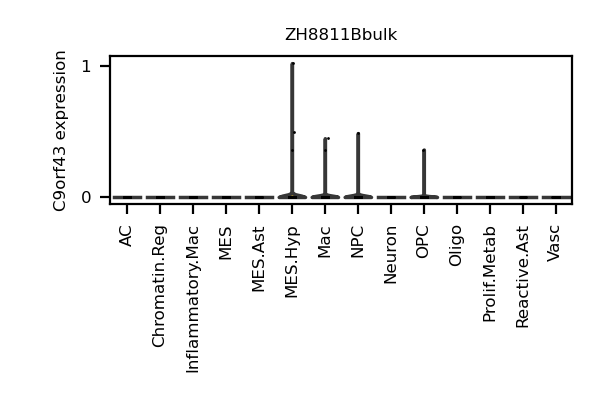 ZH8811Bbulk
C9orf43 expression
1
0
AC
Chromatin.Reg
Inflammatory.Mac
MES
MES.Ast
MES.Hyp
Mac
NPC
Neuron
OPC
Oligo
Prolif.Metab
Reactive.Ast
Vasc